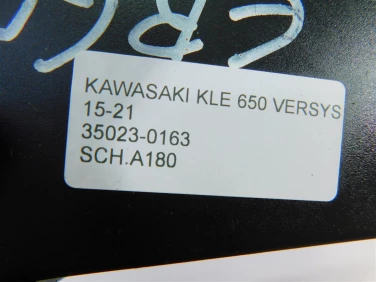 KAWASAKI KLE 650 VERSYS
15-21
35023-0163
SCH.A180